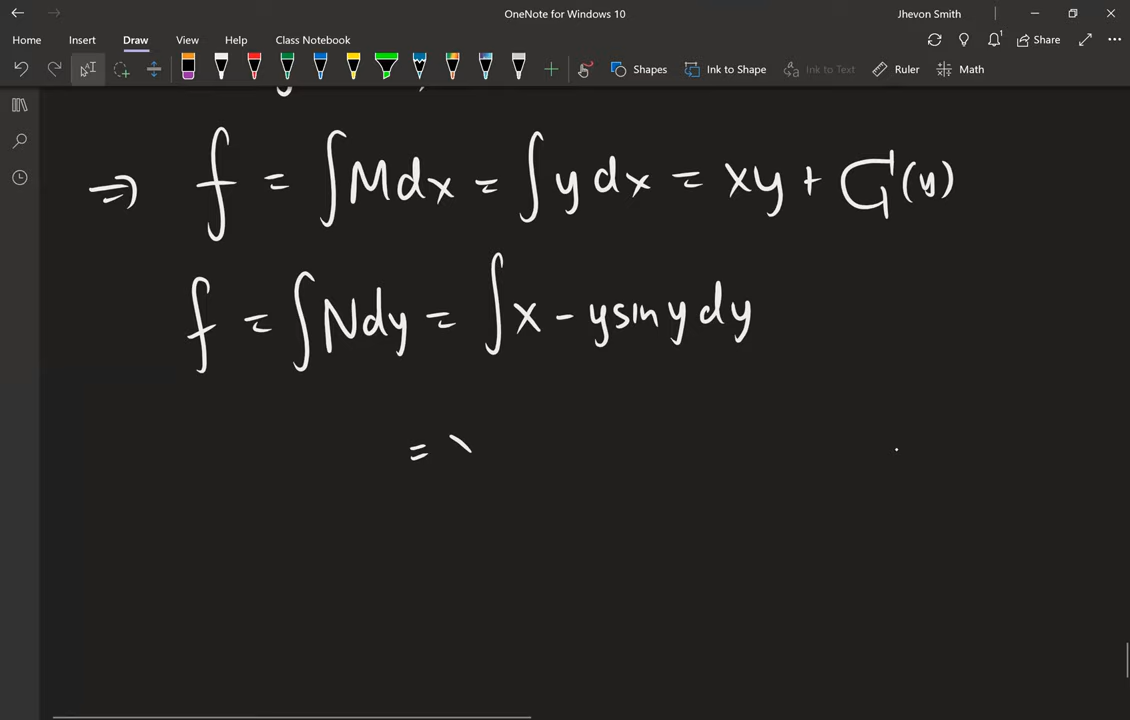 OneNote for Windows 10
Jhevon Smith
Home Insert Draw View Help Class Notebook
1 Share
Shapes Ink to Shape Ink to Text Ruler Math
⇒ f = ∫ M dx = ∫ y dx = xy + G(y)
f = ∫ N dy = ∫ x - y sin y dy
=